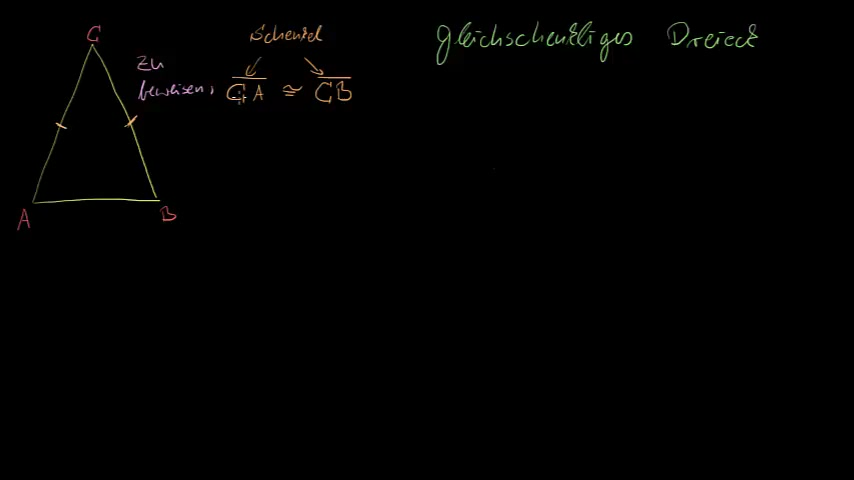 gleichschenkliges Dreieck
Schenkel
C
zu
beweisen:
CA ≅ CB
A
B